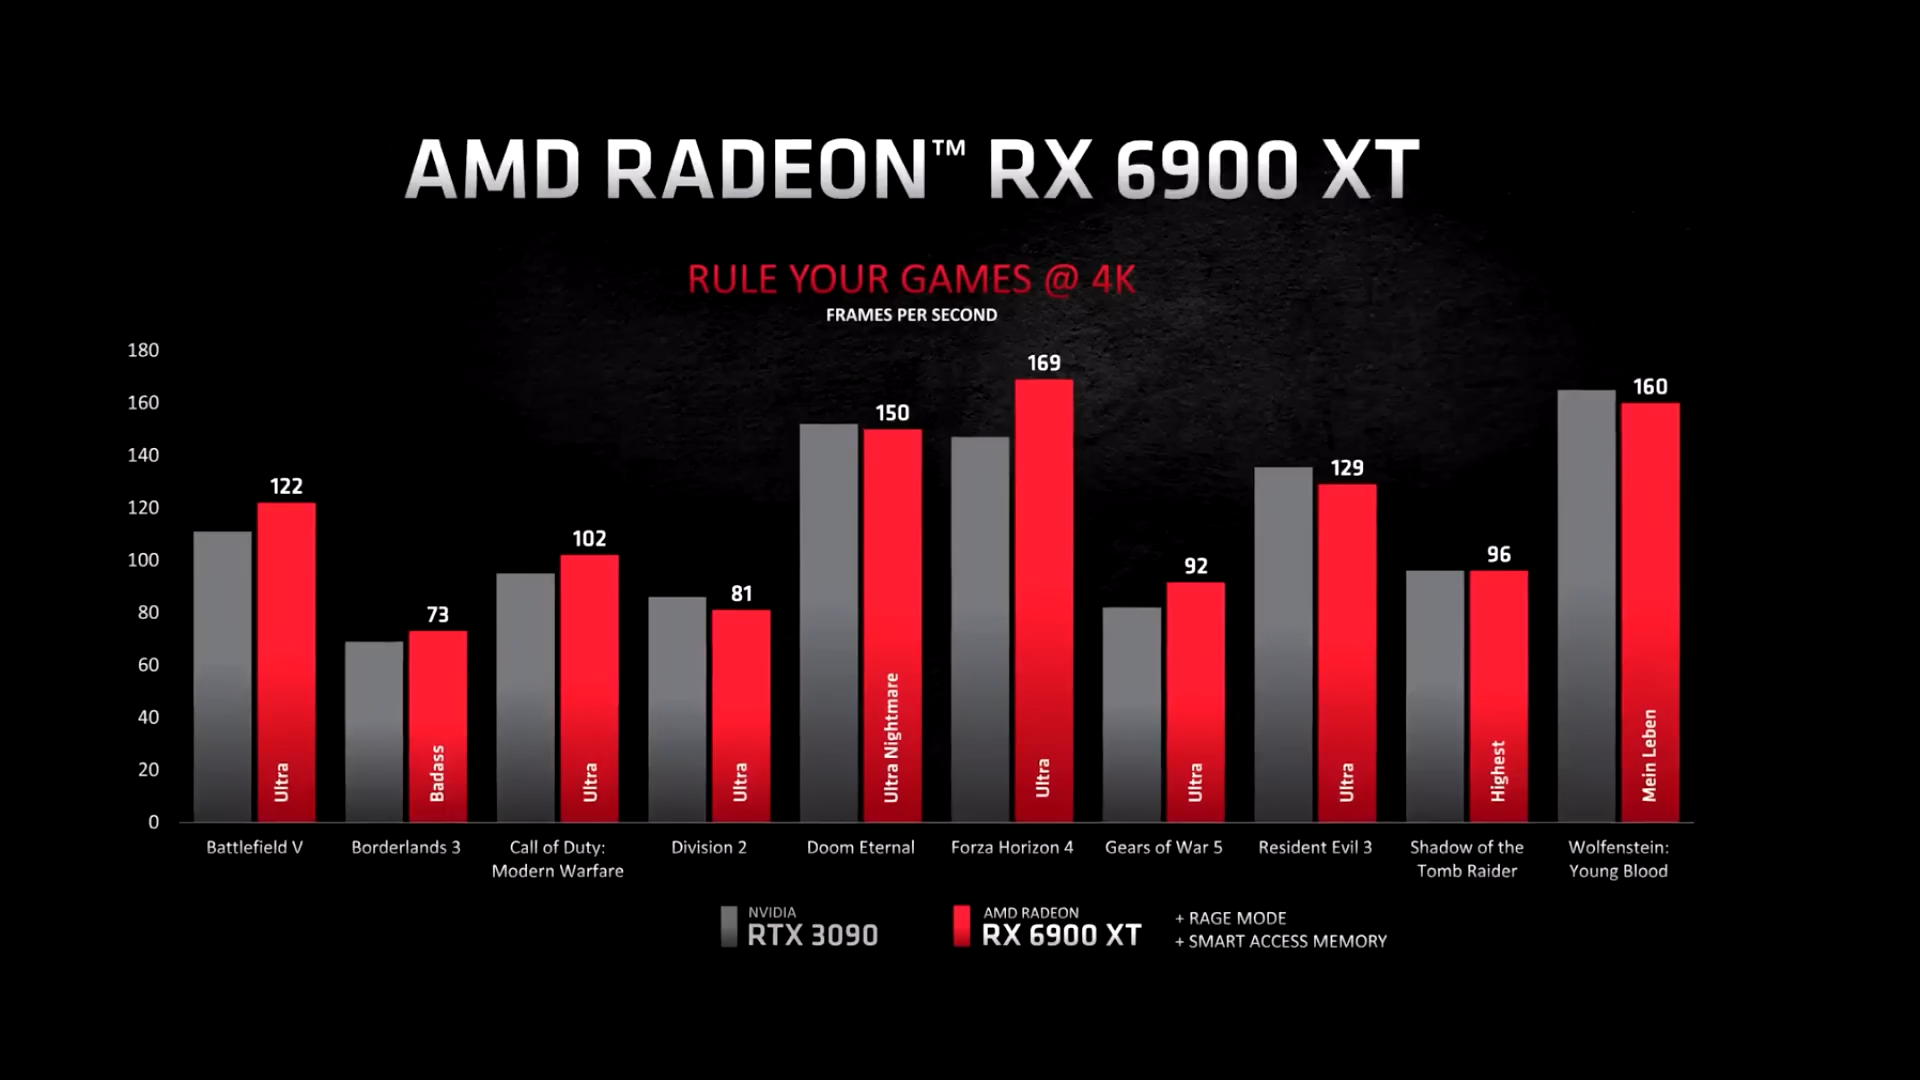 AMD RADEON™ RX 6900 XT
RULE YOUR GAMES @ 4K
FRAMES PER SECOND
180
160
140
120
100
80
60
40
20
0
122
73
102
81
150
169
92
129
96
160
Ultra
Badass
Ultra
Ultra
Ultra Nightmare
Ultra
Ultra
Ultra
Highest
Mein Leben
Battlefield V
Borderlands 3
Call of Duty:
Modern Warfare
Division 2
Doom Eternal
Forza Horizon 4
Gears of War 5
Resident Evil 3
Shadow of the
Tomb Raider
Wolfenstein:
Young Blood
NVIDIA
RTX 3090
AMD RADEON
RX 6900 XT
+ RAGE MODE
+ SMART ACCESS MEMORY